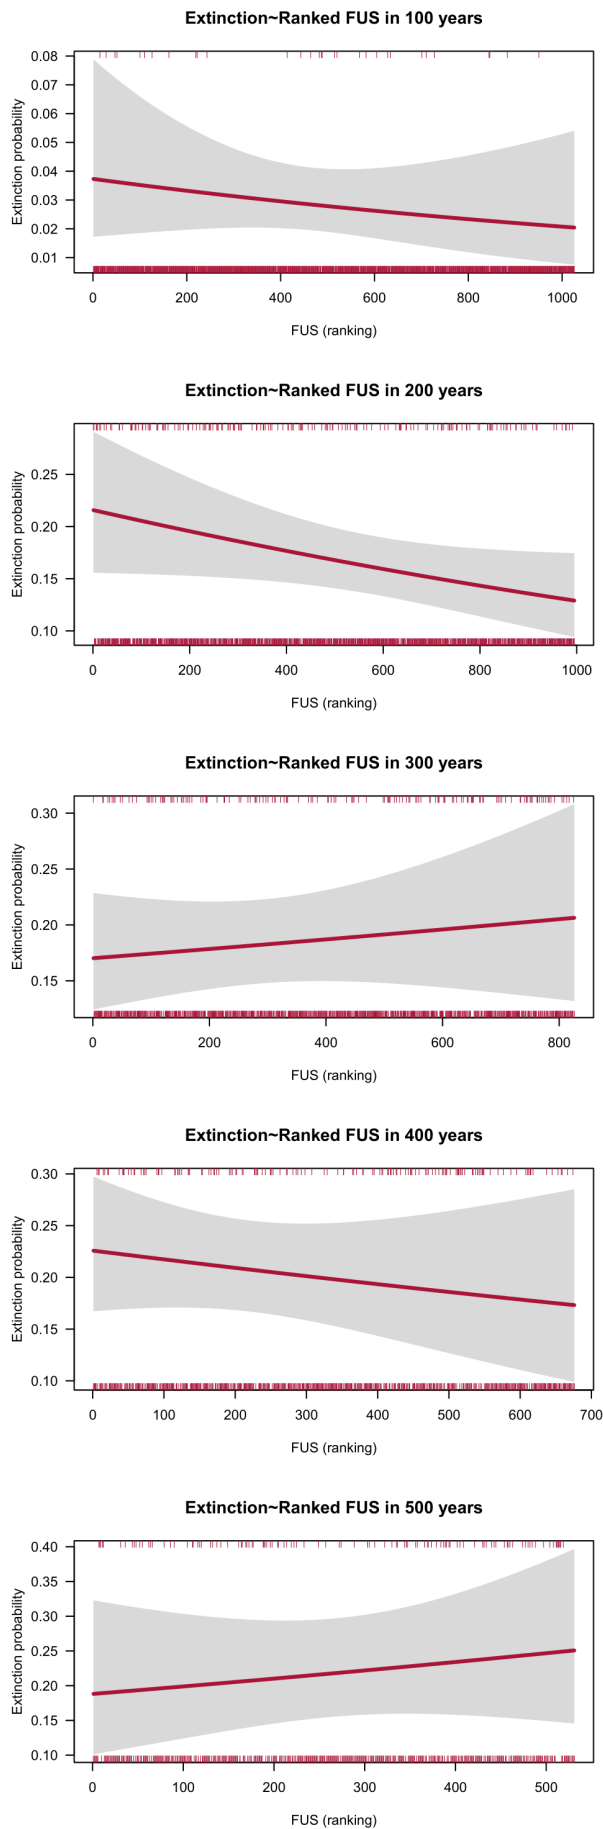 Extinction~Ranked FUS in 100 years
0.08
0.07
0.06
0.05
0.04
0.03
0.02
0.01
Extinction probability
0 200 400 600 800 1000
FUS (ranking)
Extinction~Ranked FUS in 200 years
0.25
0.20
0.15
0.10
Extinction probability
0 200 400 600 800 1000
FUS (ranking)
Extinction~Ranked FUS in 300 years
0.30
0.25
0.20
0.15
Extinction probability
0 200 400 600 800
FUS (ranking)
Extinction~Ranked FUS in 400 years
0.30
0.25
0.20
0.15
0.10
Extinction probability
0 100 200 300 400 500 600 700
FUS (ranking)
Extinction~Ranked FUS in 500 years
0.40
0.35
0.30
0.25
0.20
0.15
0.10
Extinction probability
0 100 200 300 400 500
FUS (ranking)